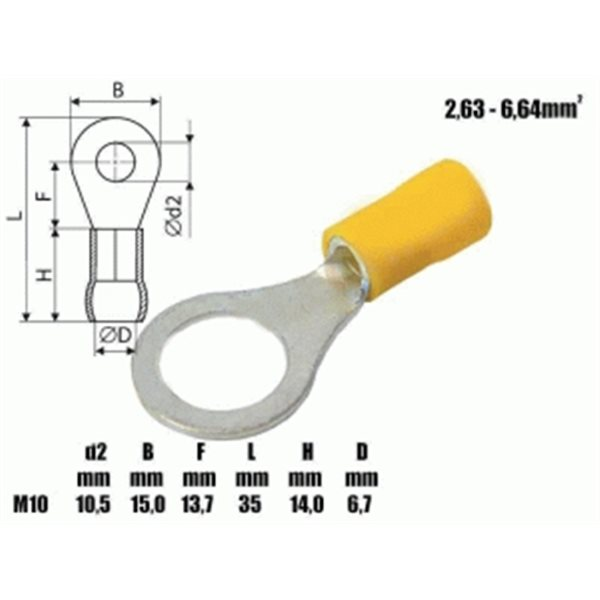 B
2,63 - 6,64mm²
L
F
Ød2
H
ØD
d2 B F L H D
mm mm mm mm mm mm
M10 10,5 15,0 13,7 35 14,0 6,7